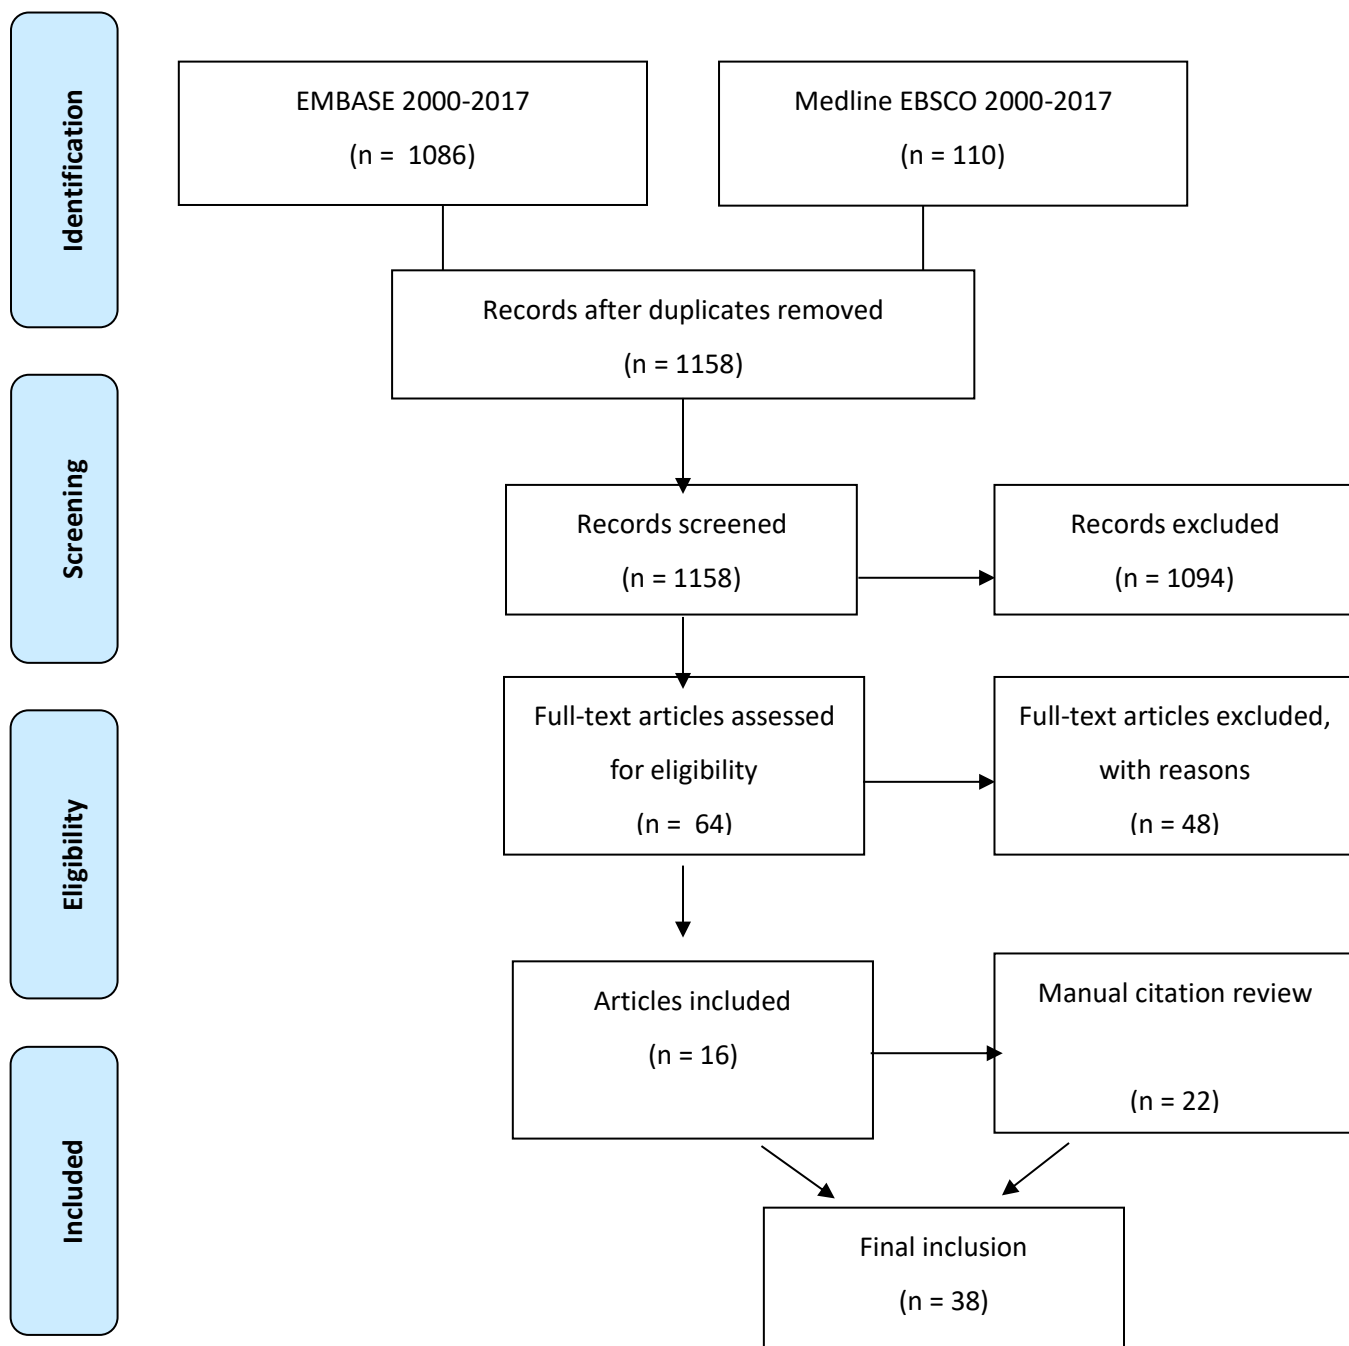 Identification
EMBASE 2000-2017
(n =  1086)
Medline EBSCO 2000-2017
(n = 110)
Records after duplicates removed
(n = 1158)
Screening
Records screened
(n = 1158)
Records excluded
(n = 1094)
Eligibility
Full-text articles assessed
for eligibility
(n =  64)
Full-text articles excluded,
with reasons
(n = 48)
Articles included
(n = 16)
Manual citation review
(n = 22)
Included
Final inclusion
(n = 38)